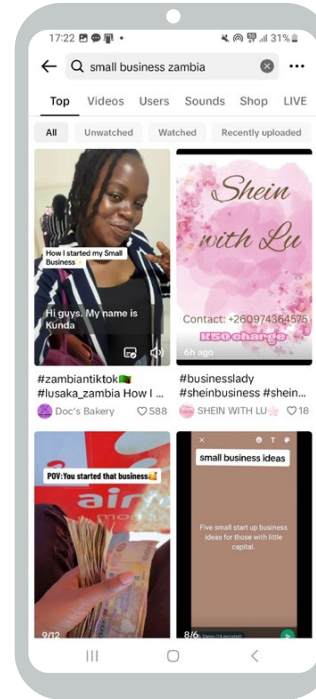 17:22
31%
small business zambia
Top Videos Users Sounds Shop LIVE
All Unwatched Watched Recently uploaded
How I started my Small
Business
Hi guys. My name is
Kunda
#zambiantiktok🇿🇲
#lusaka_zambia How I ...
Doc's Bakery 588
Shein
with Lu
Contact: +260974364575
K50 charge
6h ago
#businesslady
#sheinbusiness #shein...
SHEIN WITH LU🌸 18
POV:You started that business🥰
air
mon
9/12
small business ideas
Five small start up business
ideas for those with little
capital.
8/6